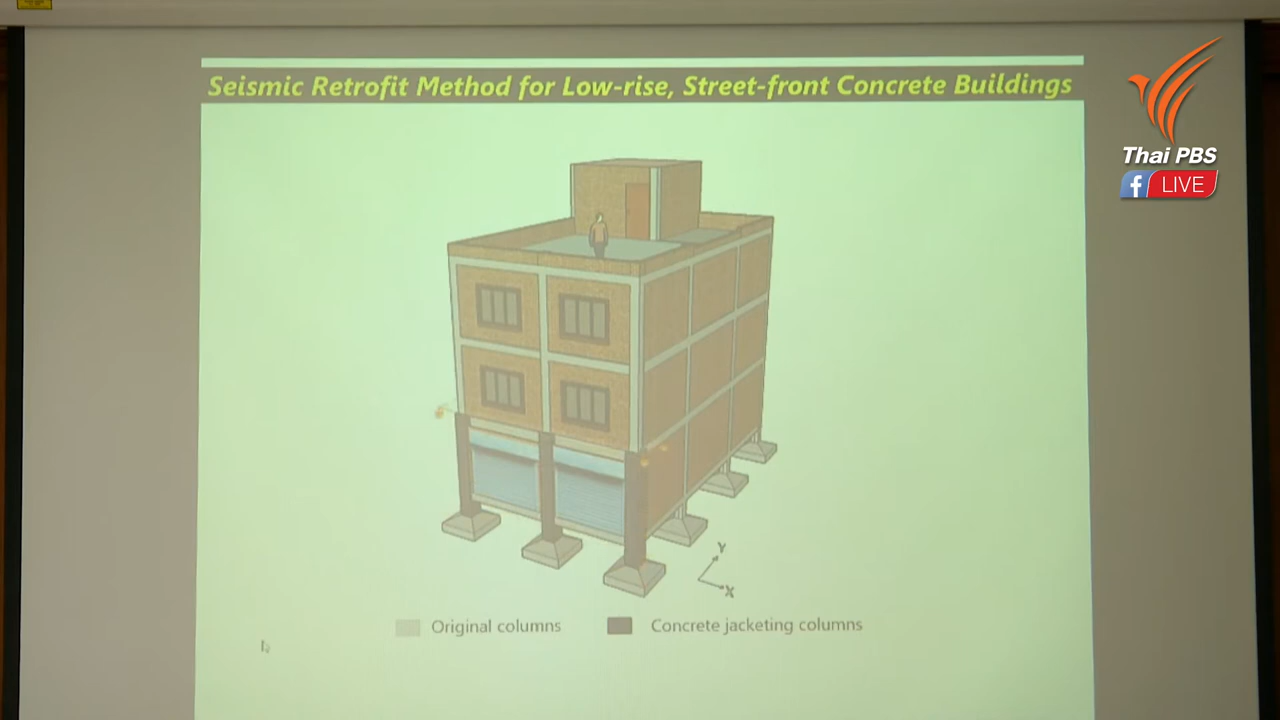 Seismic Retrofit Method for Low-rise, Street-front Concrete Buildings
Thai PBS
f LIVE
Y
X
Original columns
Concrete jacketing columns